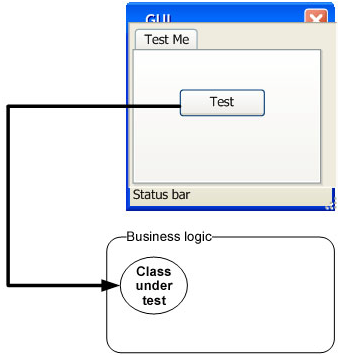 GUI
Test Me
Test
Status bar
Business logic
Class
under
test